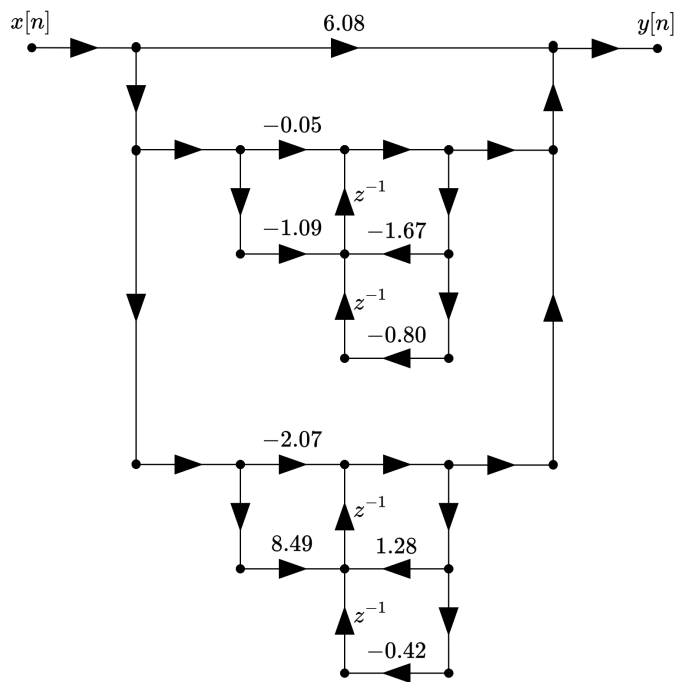 x[n] 6.08 y[n]
−0.05
z⁻¹
−1.09 −1.67
z⁻¹
−0.80
−2.07
z⁻¹
8.49 1.28
z⁻¹
−0.42